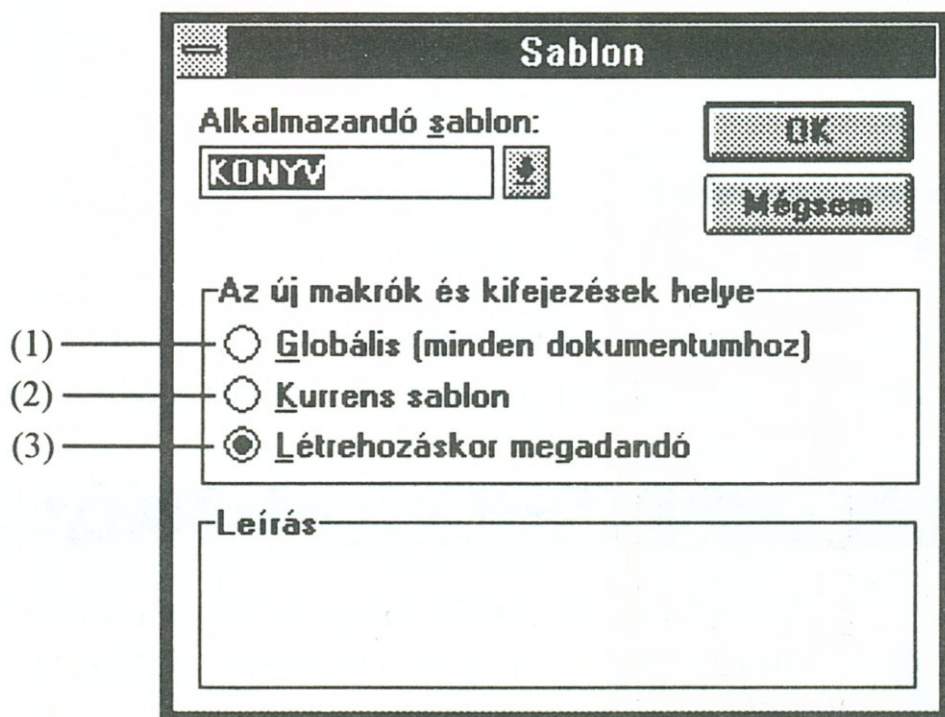 Sablon
Alkalmazandó sablon:
KONYV
OK
Mégsem
Az új makrók és kifejezések helye
(1) Globális (minden dokumentumhoz)
(2) Kurrens sablon
(3) Létrehozáskor megadandó
Leírás